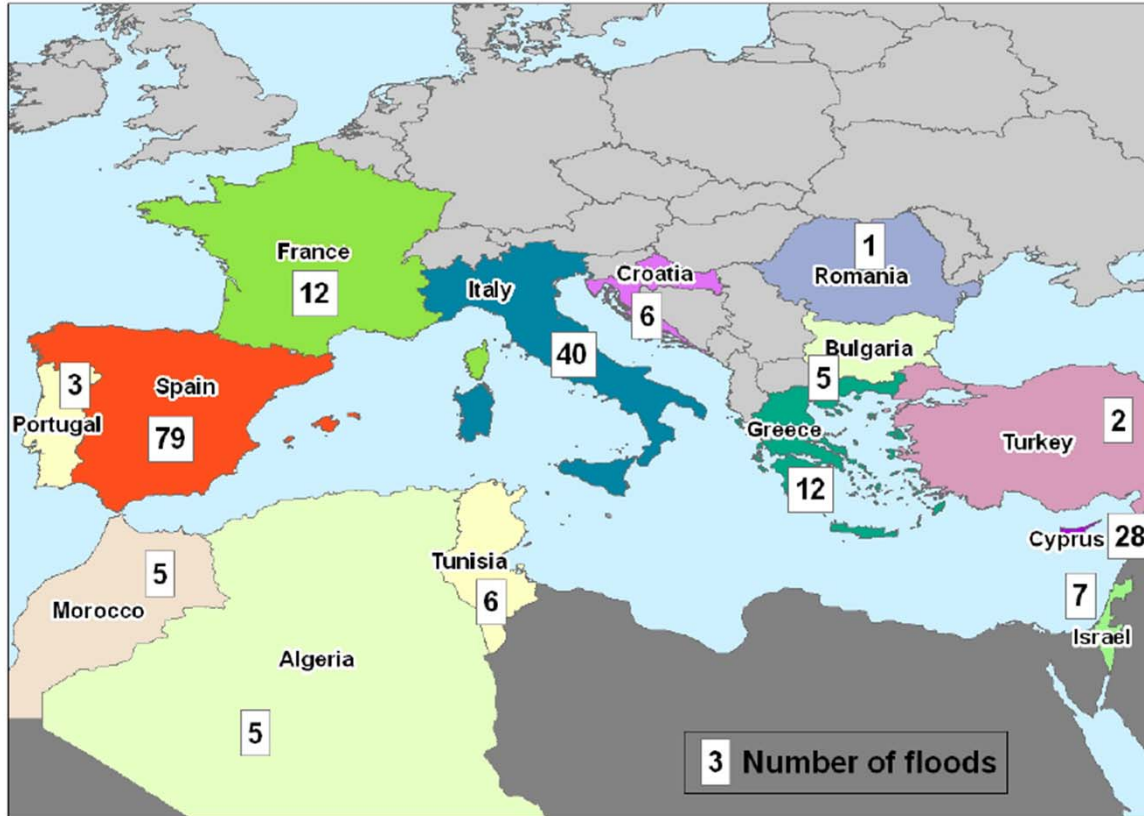 France
12
Italy
40
Croatia
6
1
Romania
Bulgaria
5
Spain
79
3
Portugal
Greece
12
2
Turkey
Cyprus 28
7
Israel
Tunisia
6
5
Morocco
Algeria
5
3 Number of floods